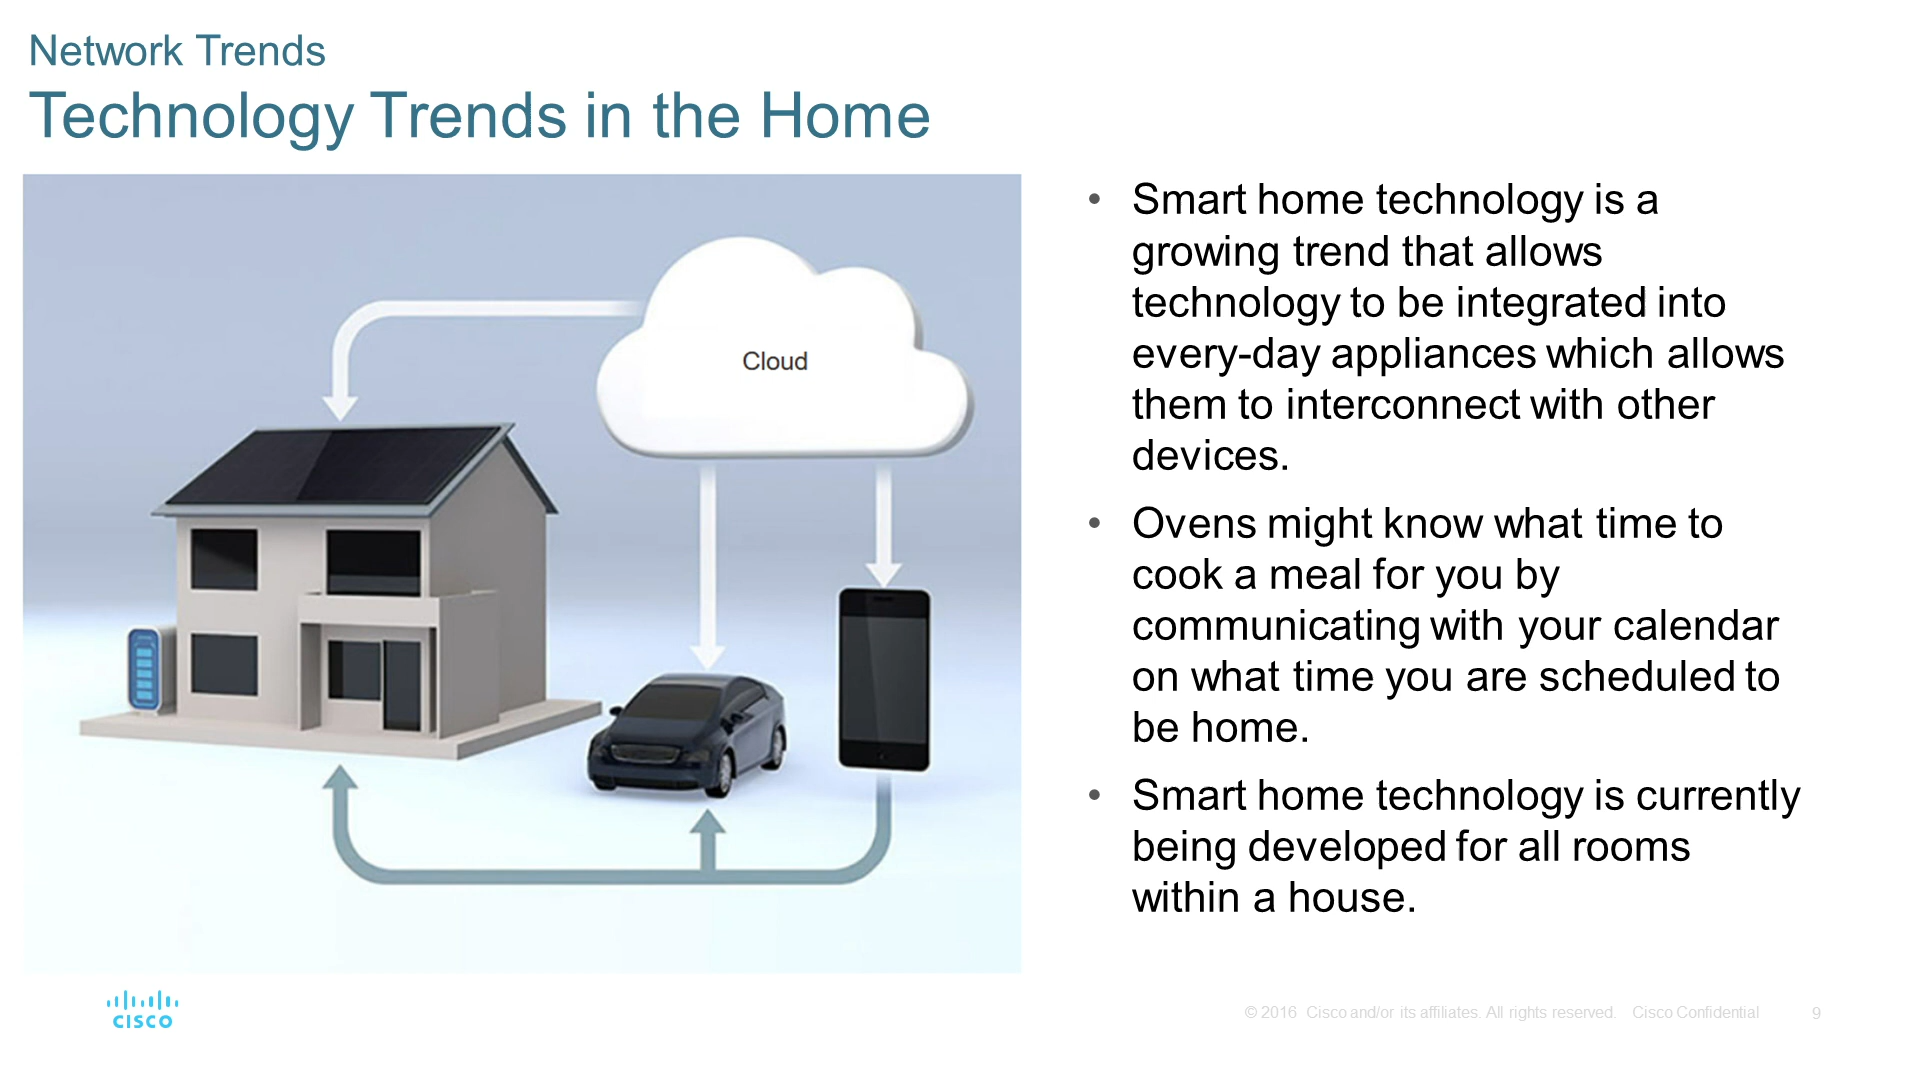 Network Trends
Technology Trends in the Home
Cloud
• Smart home technology is a
growing trend that allows
technology to be integrated into
every-day appliances which allows
them to interconnect with other
devices.
• Ovens might know what time to
cook a meal for you by
communicating with your calendar
on what time you are scheduled to
be home.
• Smart home technology is currently
being developed for all rooms
within a house.
CISCO
© 2016 Cisco and/or its affiliates. All rights reserved. Cisco Confidential 9